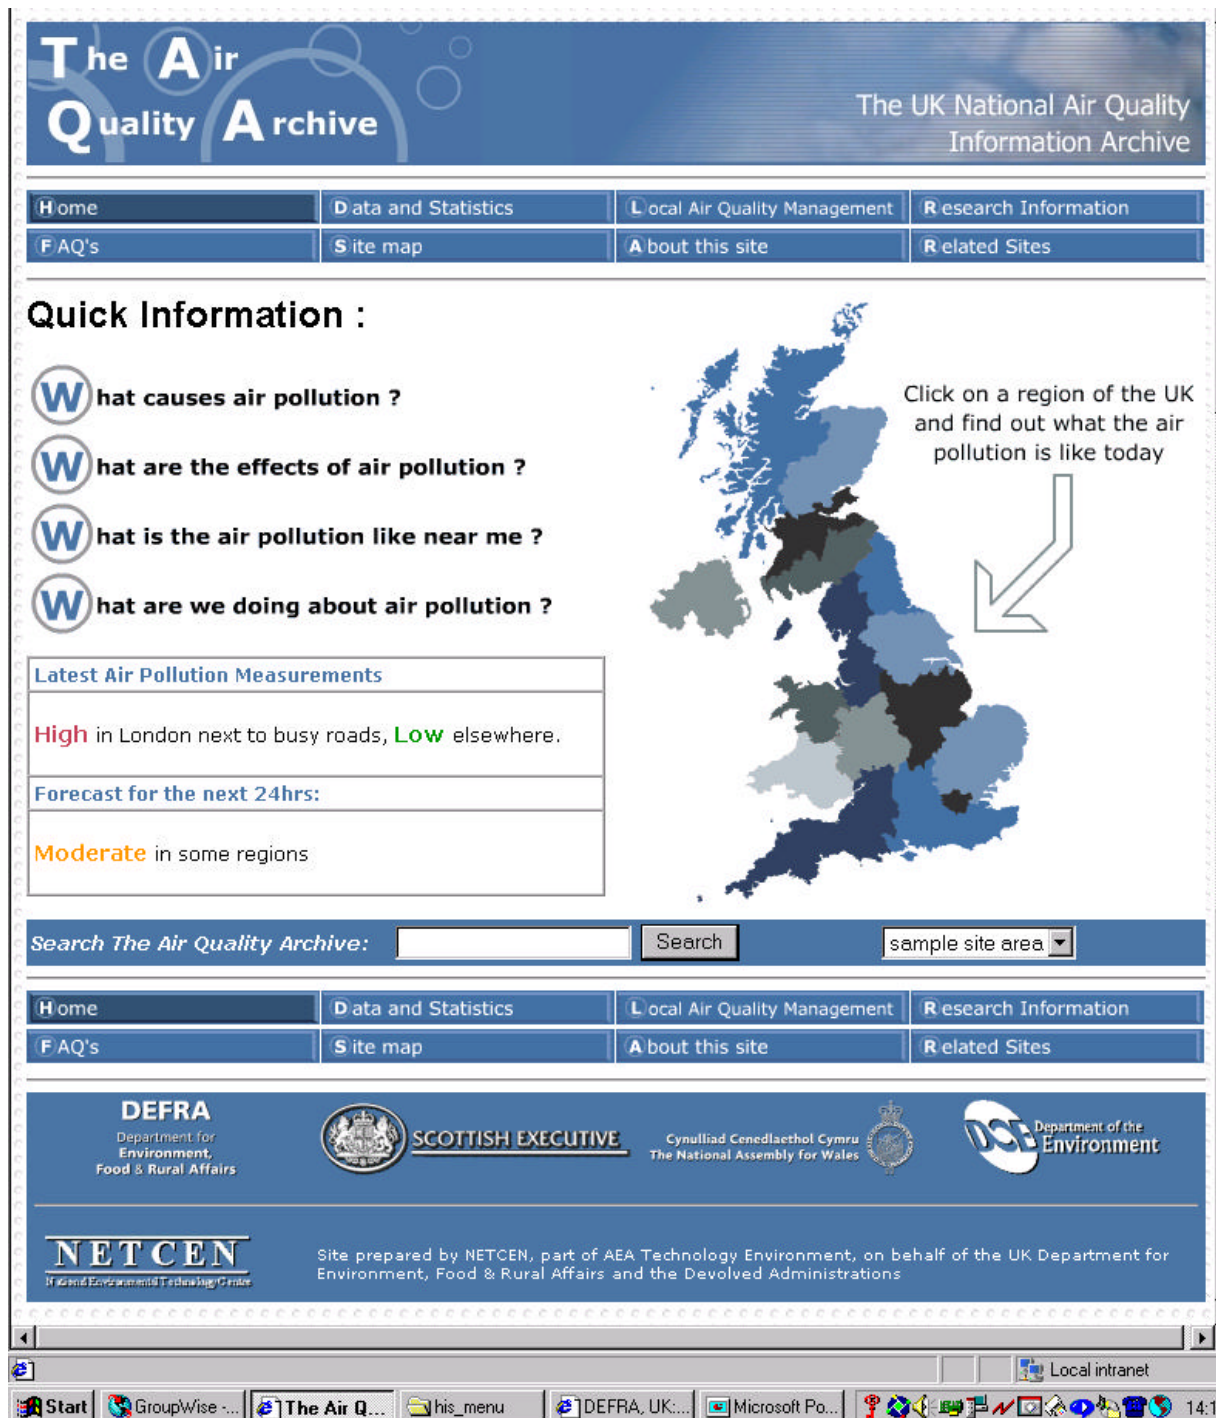 The Air
Quality Archive
The UK National Air Quality
Information Archive
Home
Data and Statistics
Local Air Quality Management
Research Information
FAQ's
Site map
About this site
Related Sites
Quick Information :
What causes air pollution ?
What are the effects of air pollution ?
What is the air pollution like near me ?
What are we doing about air pollution ?
Click on a region of the UK
and find out what the air
pollution is like today
Latest Air Pollution Measurements
High in London next to busy roads, Low elsewhere.
Forecast for the next 24hrs:
Moderate in some regions
Search The Air Quality Archive:
Search
sample site area
Home
Data and Statistics
Local Air Quality Management
Research Information
FAQ's
Site map
About this site
Related Sites
DEFRA
Department for
Environment,
Food & Rural Affairs
SCOTTISH EXECUTIVE
Cynulliad Cenedlaethol Cymru
The National Assembly for Wales
DOE
Department of the
Environment
NETCEN
National Environmental Technology Centre
Site prepared by NETCEN, part of AEA Technology Environment, on behalf of the UK Department for
Environment, Food & Rural Affairs and the Devolved Administrations
Local intranet
Start
GroupWise -...
The Air Q...
his_menu
DEFRA, UK:...
Microsoft Po...
14:1